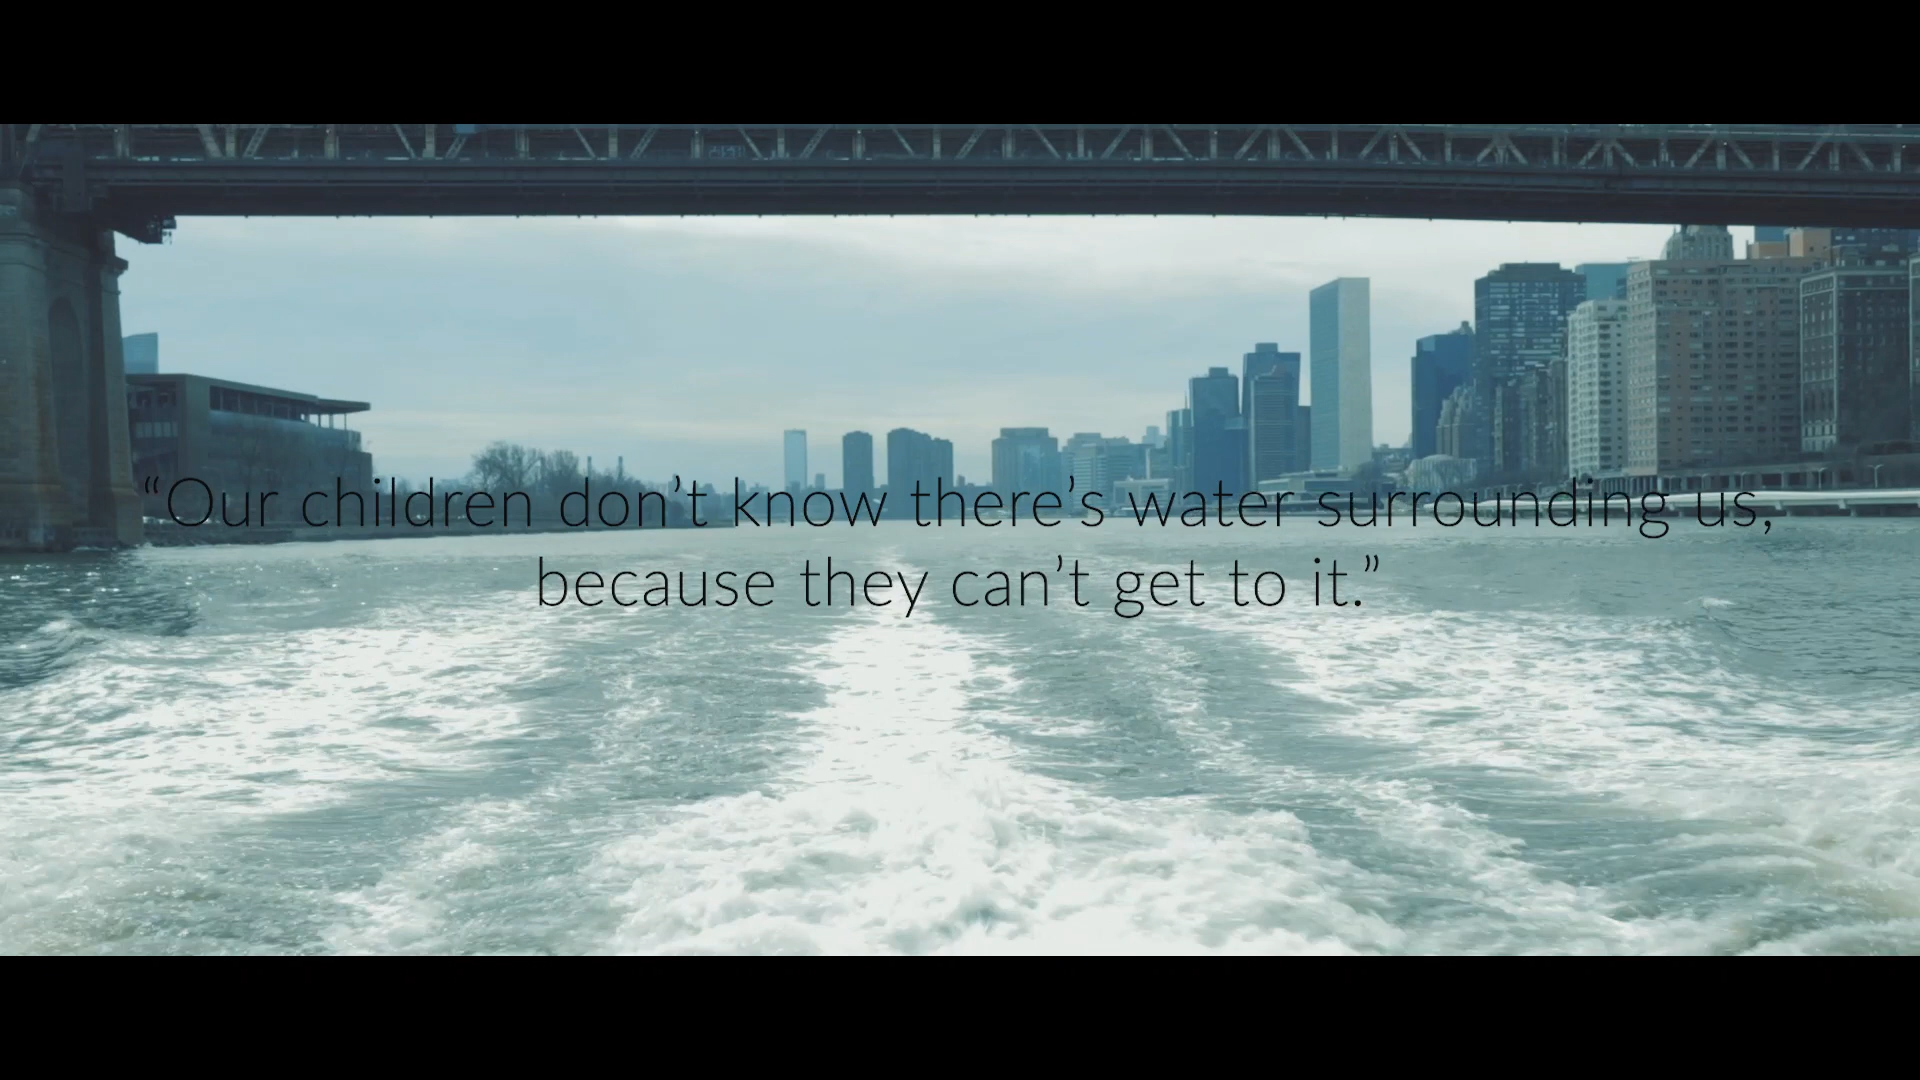 “Our children don’t know there’s water surrounding us,
because they can’t get to it.”